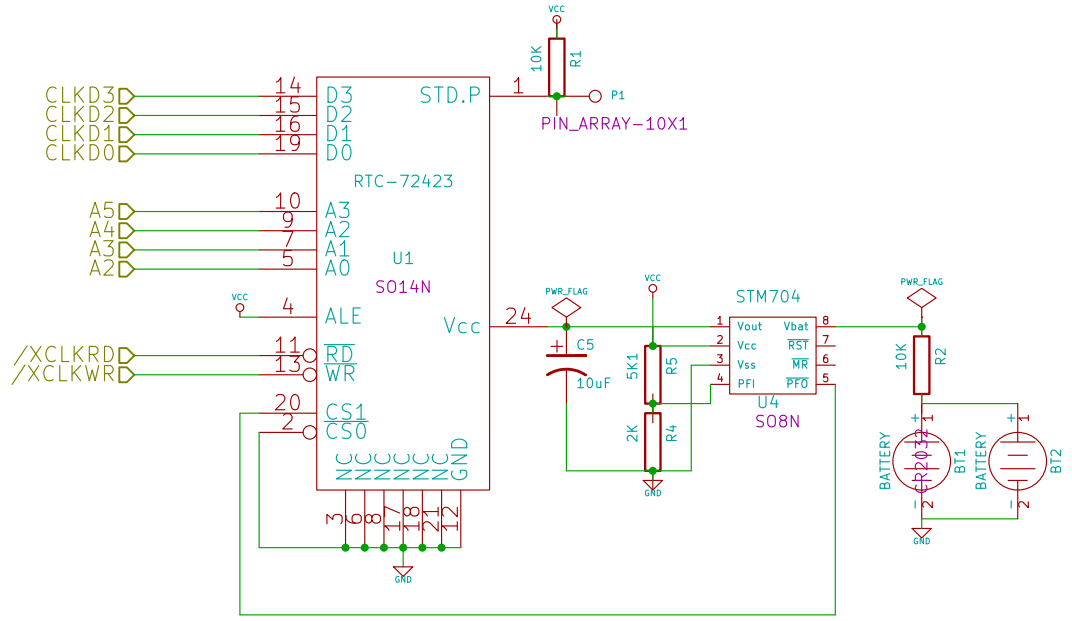 VCC
10K
R1
CLKD3
14
D3
STD.P
1
P1
CLKD2
15
D2
PIN_ARRAY-10X1
CLKD1
16
D1
CLKD0
19
D0
RTC-72423
A5
10
A3
A4
9
A2
A3
7
A1
U1
A2
5
A0
SO14N
VCC
4
ALE
Vcc
24
/XCLKRD
11
RD
/XCLKWR
13
WR
20
CS1
2
CS0
NC
NC
NC
NC
NC
NC
GND
3
6
8
17
18
21
12
GND
PWR_FLAG
C5
10uF
VCC
5K1
R5
2K
R4
GND
STM704
1
Vout
Vbat
8
2
Vcc
RST
7
3
Vss
MR
6
4
PFI
PFO
5
U4
SO8N
PWR_FLAG
10K
R2
+
1
BATTERY
CR2032
BT1
2
+
1
BATTERY
BT2
2
GND